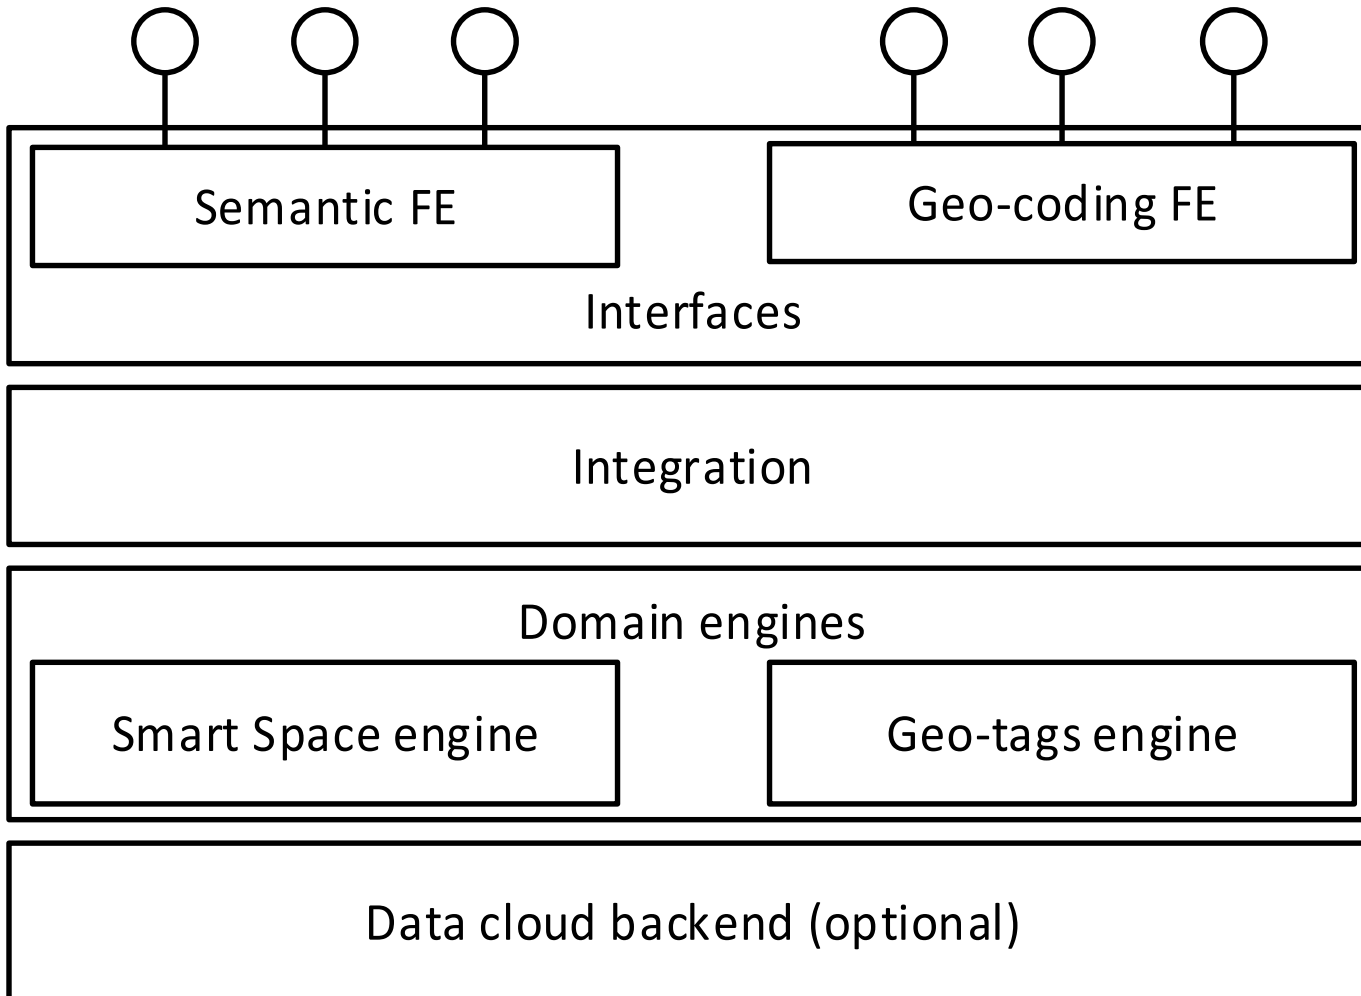 Semantic FE
Geo-coding FE
Interfaces
Integration
Domain engines
Smart Space engine
Geo-tags engine
Data cloud backend (optional)